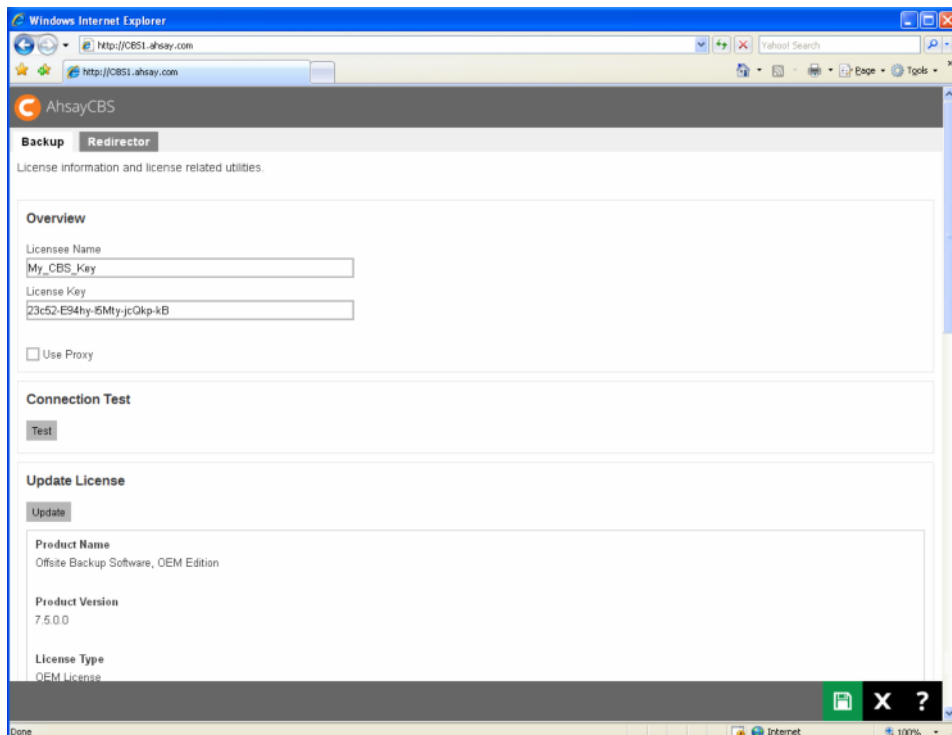 Windows Internet Explorer
http://CBS1.ahsay.com
Yahoo! Search
http://CBS1.ahsay.com
Page
Tools
AhsayCBS
Backup Redirector
License information and license related utilities.
Overview
Licensee Name
My_CBS_Key
License Key
23c52-E94hy-I5Mty-jcQkp-kB
Use Proxy
Connection Test
Test
Update License
Update
Product Name
Offsite Backup Software, OEM Edition
Product Version
7.5.0.0
License Type
OEM License
X ?
Done Internet 100%